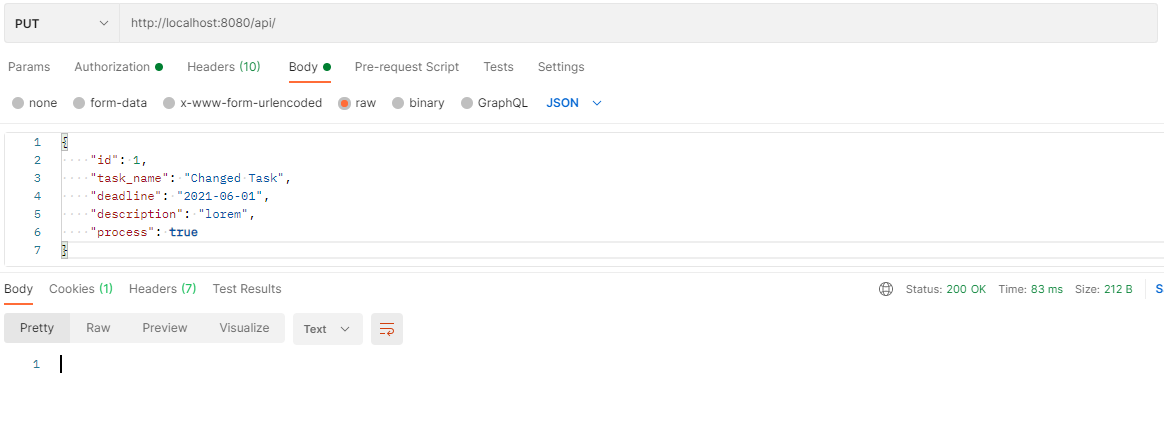 PUT http://localhost:8080/api/
Params Authorization Headers (10) Body Pre-request Script Tests Settings
none form-data x-www-form-urlencoded raw binary GraphQL JSON
1 {
2 "id": 1,
3 "task_name": "Changed Task",
4 "deadline": "2021-06-01",
5 "description": "lorem",
6 "process": true
7 }
Body Cookies (1) Headers (7) Test Results Status: 200 OK Time: 83 ms Size: 212 B S
Pretty Raw Preview Visualize Text
1